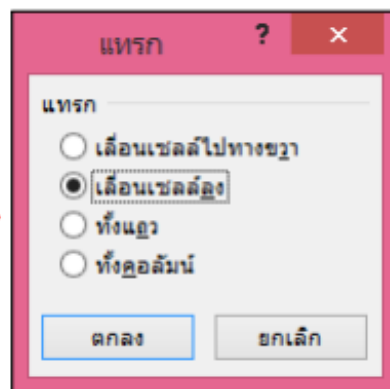 แทรก ? ×
แทรก
เลื่อนเซลล์ไปทางขวา
เลื่อนเซลล์ลง
ทั้งแถว
ทั้งคอลัมน์
ตกลง ยกเลิก